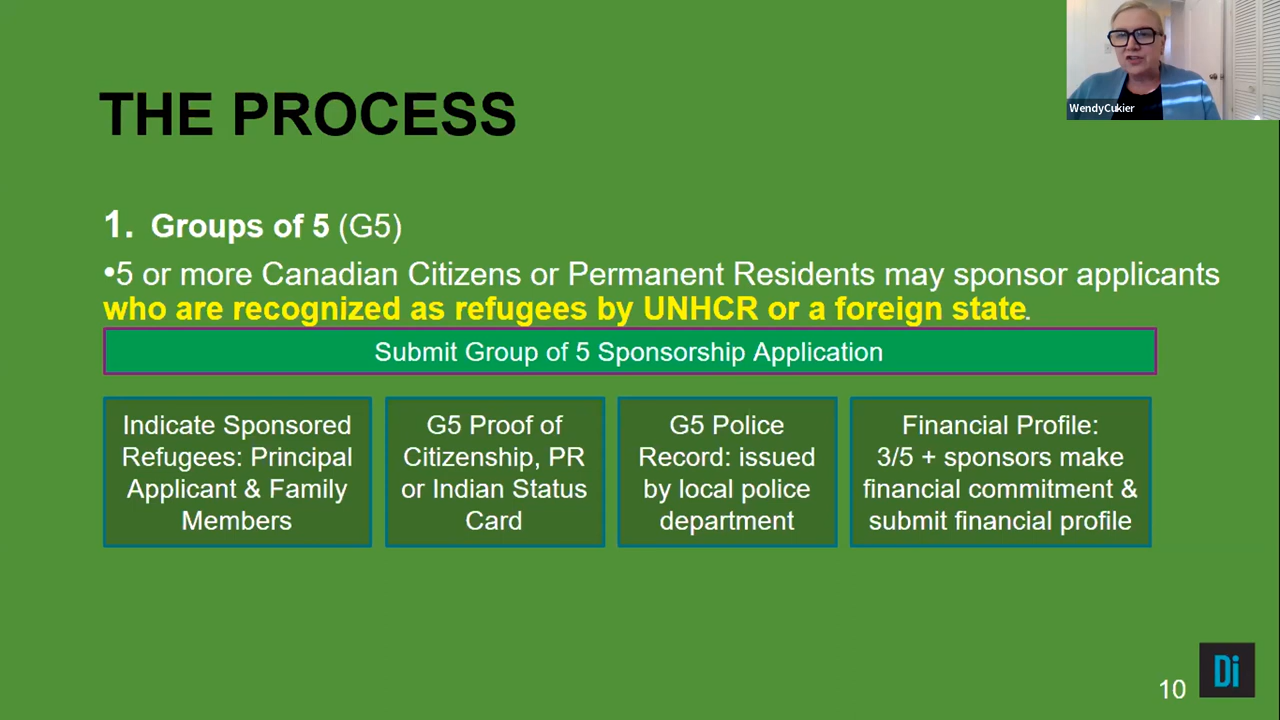 WendyCukier
THE PROCESS
1. Groups of 5 (G5)
•5 or more Canadian Citizens or Permanent Residents may sponsor applicants
who are recognized as refugees by UNHCR or a foreign state.
Submit Group of 5 Sponsorship Application
Indicate Sponsored
Refugees: Principal
Applicant & Family
Members
G5 Proof of
Citizenship, PR
or Indian Status
Card
G5 Police
Record: issued
by local police
department
Financial Profile:
3/5 + sponsors make
financial commitment &
submit financial profile
10
Di